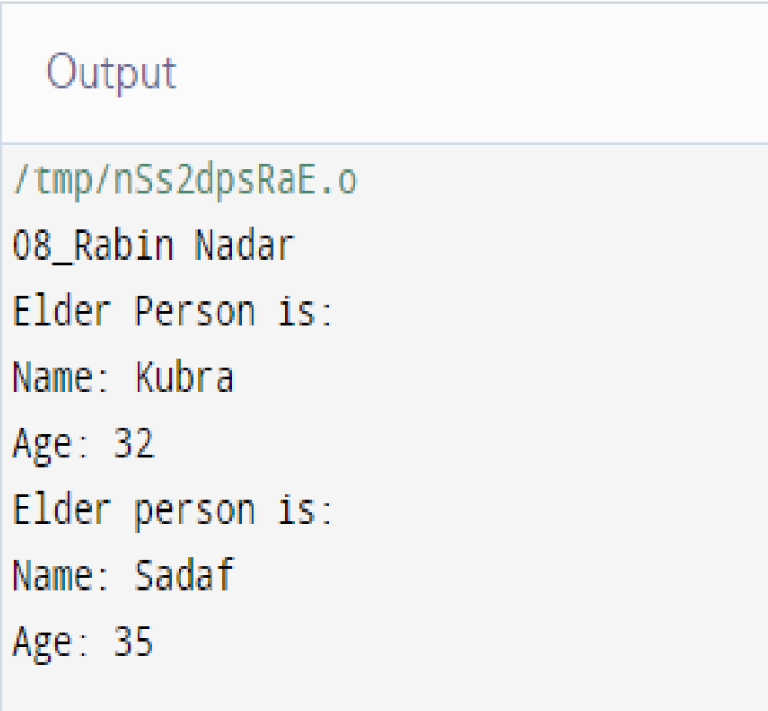 Output
/tmp/nSs2dpsRaE.o
08_Rabin Nadar
Elder Person is:
Name: Kubra
Age: 32
Elder person is:
Name: Sadaf
Age: 35